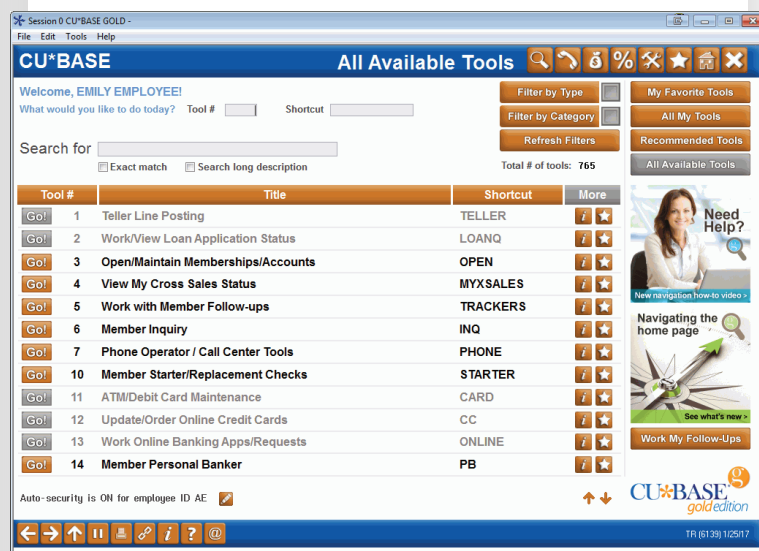 Session 0 CU*BASE GOLD -
File Edit Tools Help
CU*BASE All Available Tools
Welcome, EMILY EMPLOYEE!
What would you like to do today? Tool # Shortcut
Search for
Exact match Search long description
Filter by Type
Filter by Category
Refresh Filters
Total # of tools: 765
My Favorite Tools
All My Tools
Recommended Tools
All Available Tools
Tool # Title Shortcut More
Go! 1 Teller Line Posting TELLER i
Go! 2 Work/View Loan Application Status LOANQ i
Go! 3 Open/Maintain Memberships/Accounts OPEN i
Go! 4 View My Cross Sales Status MYXSALES i
Go! 5 Work with Member Follow-ups TRACKERS i
Go! 6 Member Inquiry INQ i
Go! 7 Phone Operator / Call Center Tools PHONE i
Go! 10 Member Starter/Replacement Checks STARTER i
Go! 11 ATM/Debit Card Maintenance CARD i
Go! 12 Update/Order Online Credit Cards CC i
Go! 13 Work Online Banking Apps/Requests ONLINE i
Go! 14 Member Personal Banker PB i
Need
Help?
New navigation how-to video >
Navigating the
home page
See what's new >
Work My Follow-Ups
Auto-security is ON for employee ID AE
CU*BASE g
gold edition
i ? @
TR (6139) 1/25/17